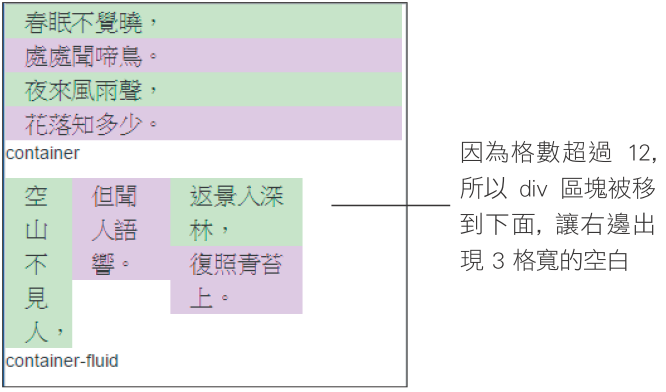 春眠不覺曉，
處處聞啼鳥。
夜來風雨聲，
花落知多少。
container
空
山
不
見
人，
但聞
人語
響。
返景入深
林，
復照青苔
上。
container-fluid
因為格數超過 12,
所以 div 區塊被移
到下面, 讓右邊出
現 3 格寬的空白